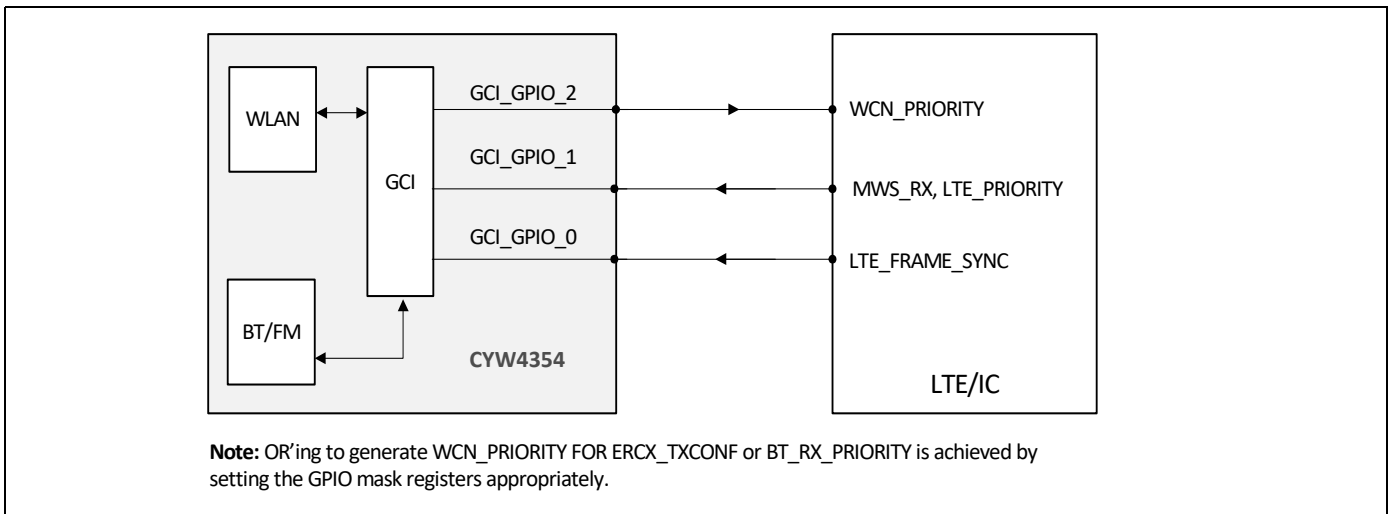 GCI_GPIO_2
WCN_PRIORITY
WLAN
GCI_GPIO_1
GCI
MWS_RX, LTE_PRIORITY
GCI_GPIO_0
LTE_FRAME_SYNC
BT/FM
CYW4354
LTE/IC
Note: OR’ing to generate WCN_PRIORITY FOR ERCX_TXCONF or BT_RX_PRIORITY is achieved by
setting the GPIO mask registers appropriately.